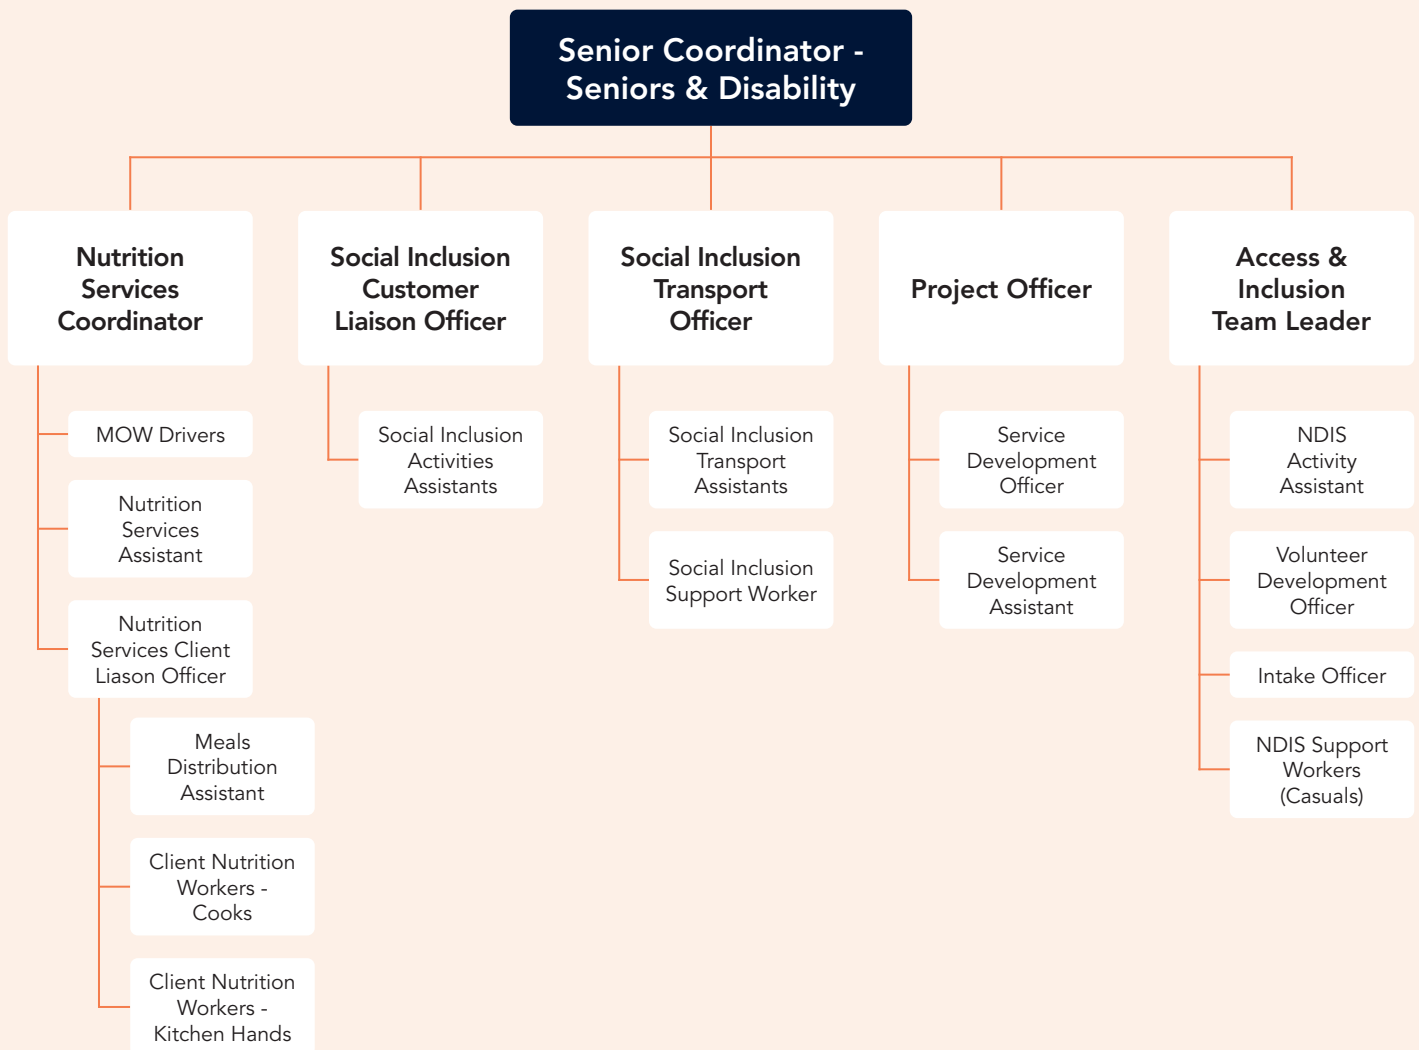 Senior Coordinator -
Seniors & Disability
Nutrition
Services
Coordinator
MOW Drivers
Nutrition
Services
Assistant
Nutrition
Services Client
Liason Officer
Meals
Distribution
Assistant
Client Nutrition
Workers -
Cooks
Client Nutrition
Workers -
Kitchen Hands
Social Inclusion
Customer
Liaison Officer
Social Inclusion
Activities
Assistants
Social Inclusion
Transport
Officer
Social Inclusion
Transport
Assistants
Social Inclusion
Support Worker
Project Officer
Service
Development
Officer
Service
Development
Assistant
Access &
Inclusion
Team Leader
NDIS
Activity
Assistant
Volunteer
Development
Officer
Intake Officer
NDIS Support
Workers
(Casuals)